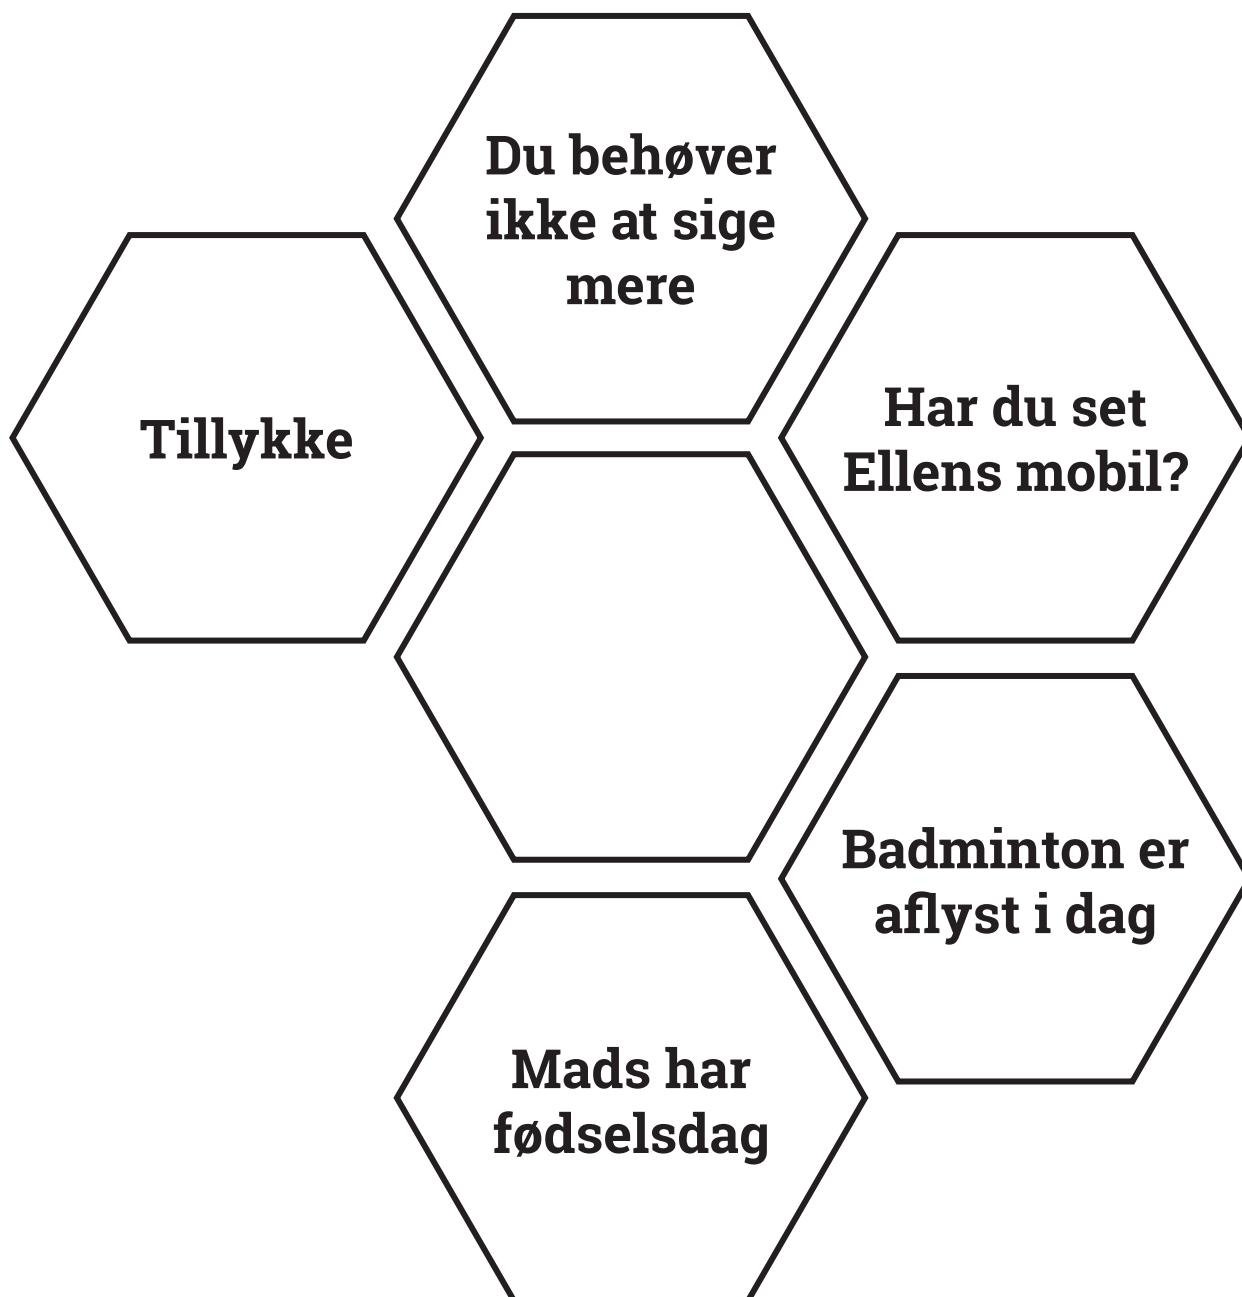 Du behøver
ikke at sige
mere
Tillykke
Har du set
Ellens mobil?
Badminton er
aflyst i dag
Mads har
fødselsdag